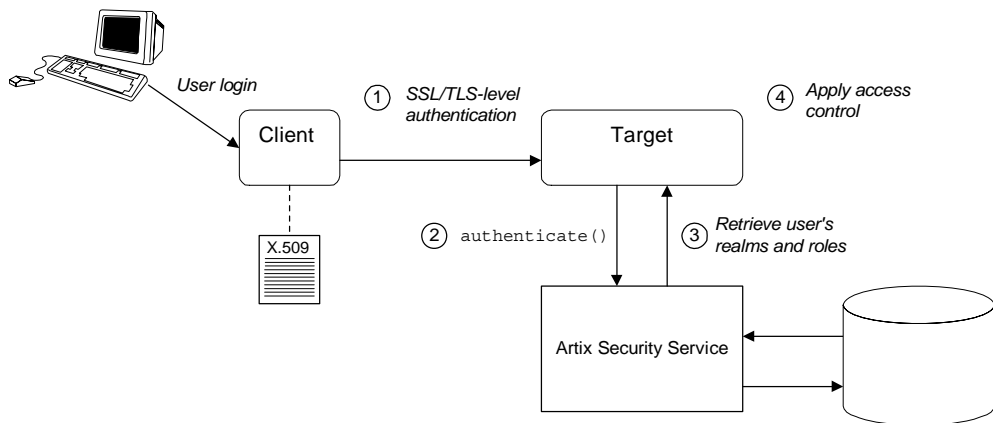 User login
1
SSL/TLS-level
authentication
4
Apply access
control
Client
Target
X.509
2
authenticate()
3
Retrieve user's
realms and roles
Artix Security Service